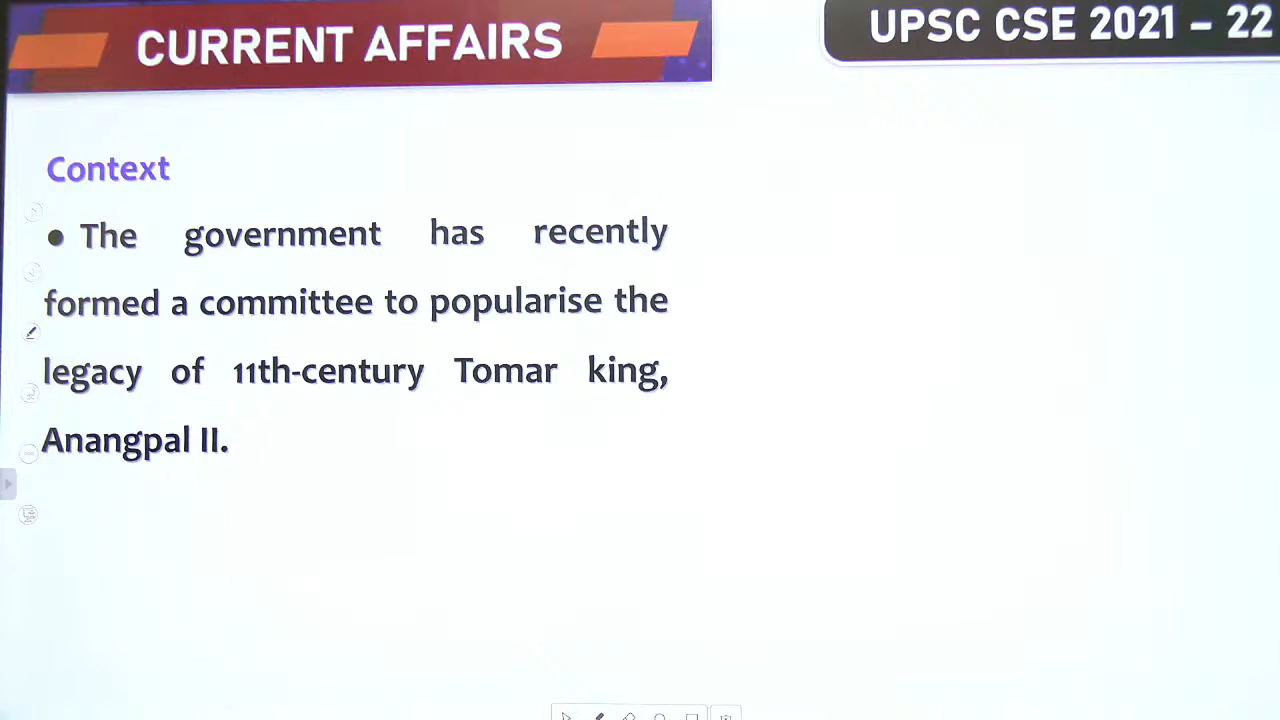 CURRENT AFFAIRS
UPSC CSE 2021 – 22
Context
● The government has recently
formed a committee to popularise the
legacy of 11th-century Tomar king,
Anangpal II.